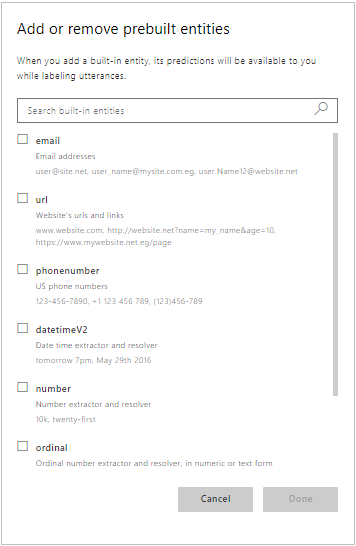 Add or remove prebuilt entities
When you add a built-in entity, its predictions will be available to you
while labeling utterances.
Search built-in entities
email
Email addresses
user@site.net, user_name@mysite.com.eg, user.Name12@website.net
url
Website's urls and links
www.website.com, http://website.net?name=my_name&age=10,
https://www.mywebsite.net.eg/page
phonenumber
US phone numbers
123-456-7890, +1 123 456 789, (123)456-789
datetimeV2
Date time extractor and resolver
tomorrow 7pm, May 29th 2016
number
Number extractor and resolver
10k, twenty-first
ordinal
Ordinal number extractor and resolver, in numeric or text form
Cancel
Done